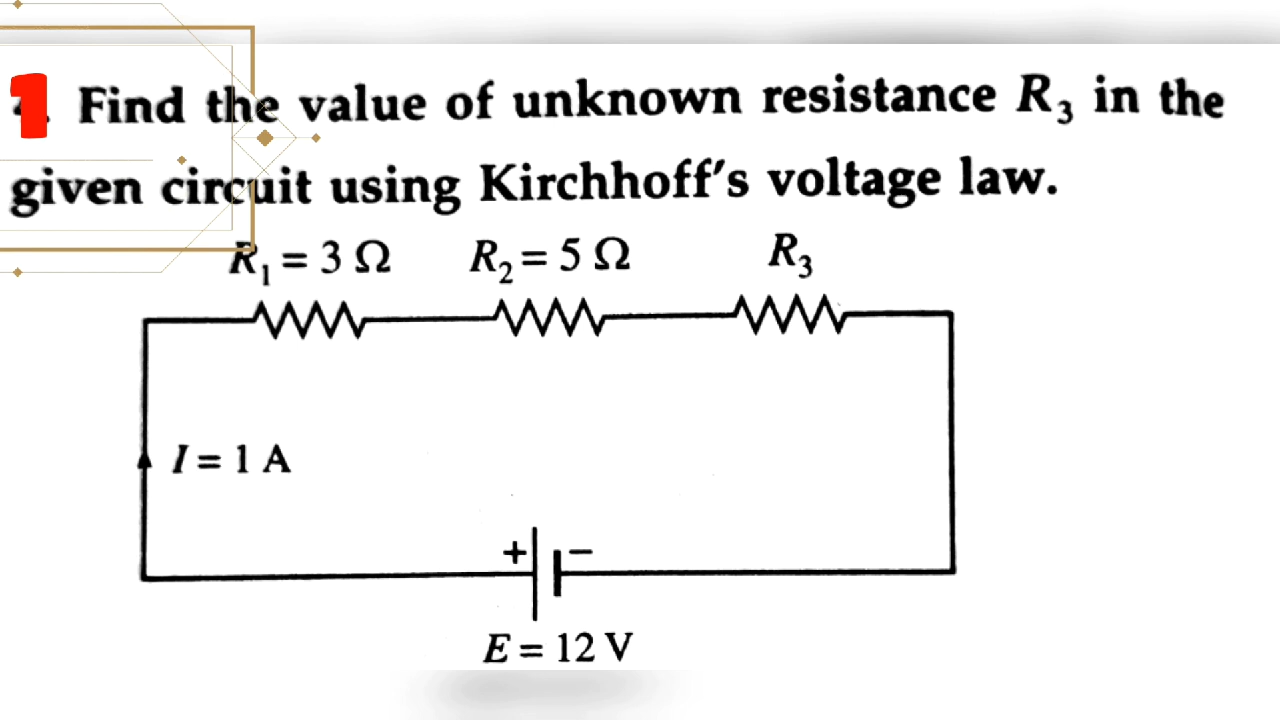 1 Find the value of unknown resistance R₃ in the
given circuit using Kirchhoff's voltage law.
R₁ = 3 Ω R₂ = 5 Ω R₃
I = 1 A
+ −
E = 12 V